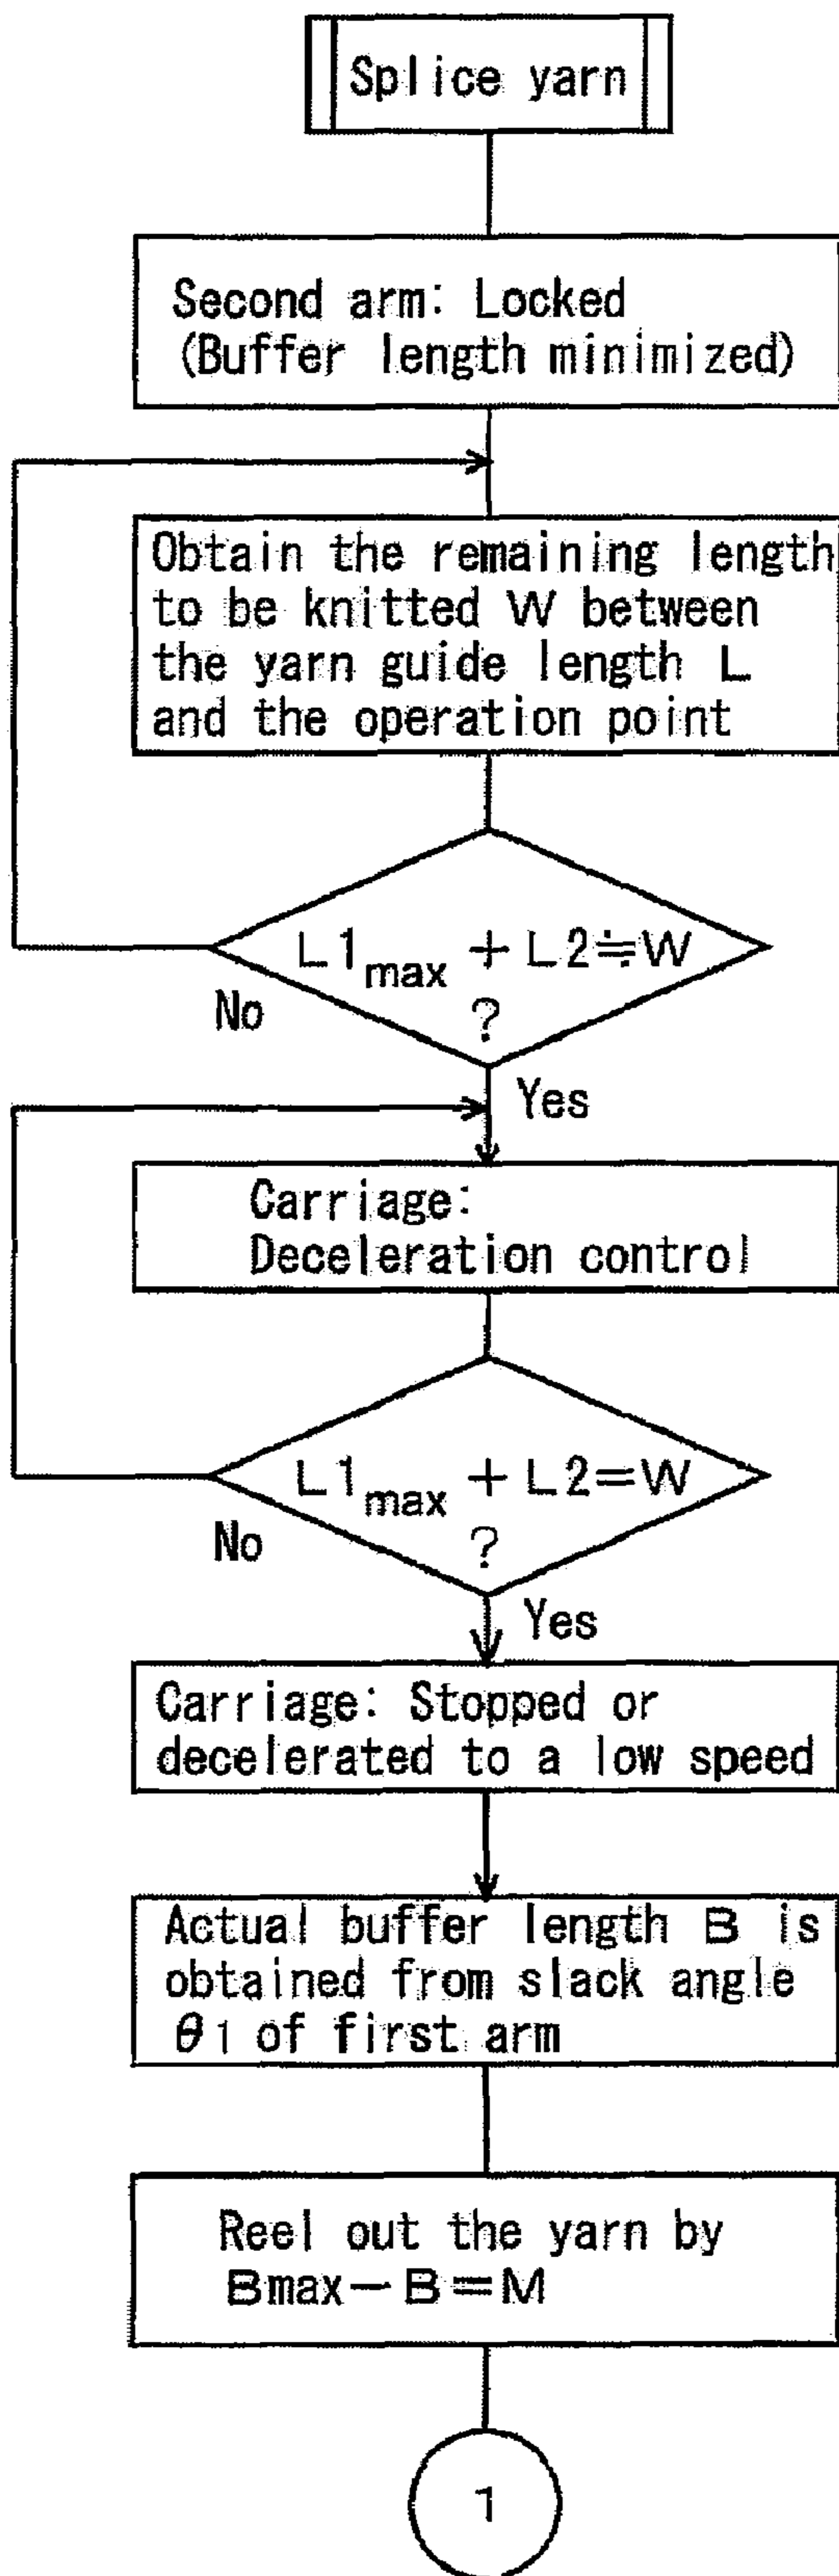 Splice yarn
Second arm: Locked
(Buffer length minimized)
Obtain the remaining length
to be knitted W between
the yarn guide length L
and the operation point
L1max + L2≒W
?
No
Yes
Carriage:
Deceleration control
L1max + L2=W
?
No
Yes
Carriage: Stopped or
decelerated to a low speed
Actual buffer length B is
obtained from slack angle
θ1 of first arm
Reel out the yarn by
Bmax-B=M
1